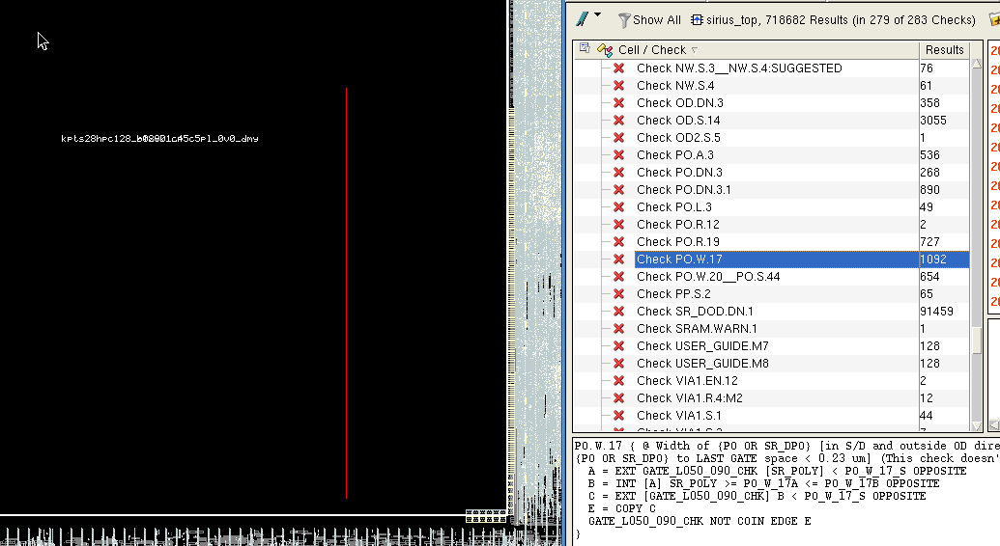 Show All sirius_top, 718682 Results (in 279 of 283 Checks)
Cell / Check Results
Check NW.S.3__NW.S.4:SUGGESTED 76
Check NW.S.4 61
Check OD.DN.3 358
Check OD.S.14 3055
Check OD2.S.5 1
Check PO.A.3 536
Check PO.DN.3 268
Check PO.DN.3.1 890
Check PO.L.3 49
Check PO.R.12 2
Check PO.R.19 727
Check PO.W.17 1092
Check PO.W.20__PO.S.44 654
Check PP.S.2 65
Check SR_DOD.DN.1 91459
Check SRAM.WARN.1 1
Check USER_GUIDE.M7 128
Check USER_GUIDE.M8 128
Check VIA1.EN.12 2
Check VIA1.R.4:M2 12
Check VIA1.S.1 44
PO.W.17 { @ Width of {PO OR SR_DPO} [in S/D and outside OD dire
{PO OR SR_DPO} to LAST GATE space < 0.23 um] (This check doesn'
A = EXT GATE_L050_090_CHK [SR_POLY] < PO_W_17_S OPPOSITE
B = INT [A] SR_POLY >= PO_W_17A <= PO_W_17B OPPOSITE
C = EXT [GATE_L050_090_CHK] B < PO_W_17_S OPPOSITE
E = COPY C
GATE_L050_090_CHK NOT COIN EDGE E
}